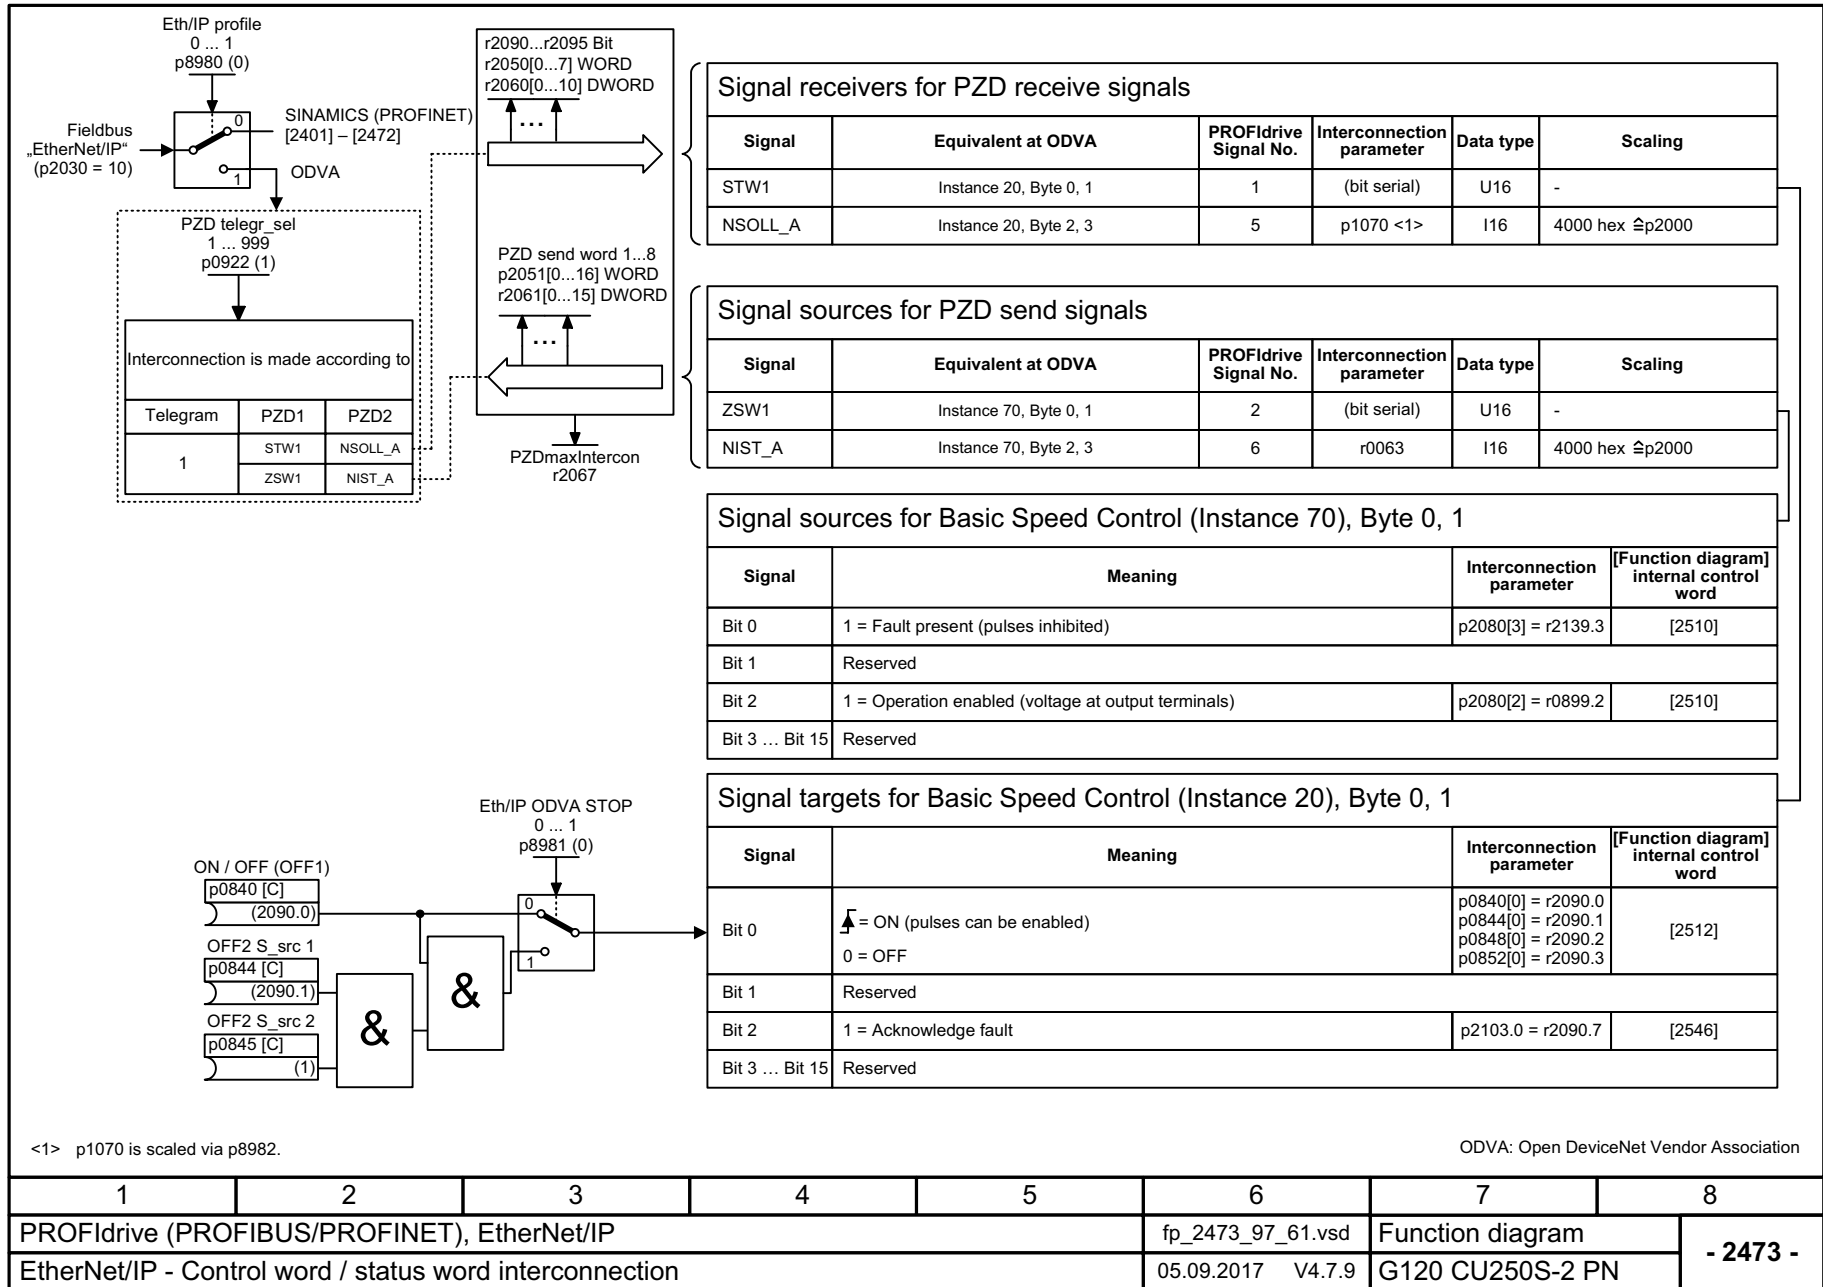 Eth/IP profile
0 ... 1
p8980 (0)
0
SINAMICS (PROFINET)
[2401] – [2472]
Fieldbus
„EtherNet/IP“
(p2030 = 10)
ODVA
1
PZD telegr_sel
1 ... 999
p0922 (1)
Interconnection is made according to
Telegram PZD1 PZD2
1 STW1 NSOLL_A
ZSW1 NIST_A
r2090...r2095 Bit
r2050[0...7] WORD
r2060[0...10] DWORD
...
PZD send word 1...8
p2051[0...16] WORD
r2061[0...15] DWORD
...
PZDmaxIntercon
r2067
Signal receivers for PZD receive signals
Signal Equivalent at ODVA PROFIdrive Signal No. Interconnection parameter Data type Scaling
STW1 Instance 20, Byte 0, 1 1 (bit serial) U16 -
NSOLL_A Instance 20, Byte 2, 3 5 p1070 <1> I16 4000 hex ≙p2000
Signal sources for PZD send signals
Signal Equivalent at ODVA PROFIdrive Signal No. Interconnection parameter Data type Scaling
ZSW1 Instance 70, Byte 0, 1 2 (bit serial) U16 -
NIST_A Instance 70, Byte 2, 3 6 r0063 I16 4000 hex ≙p2000
Signal sources for Basic Speed Control (Instance 70), Byte 0, 1
Signal Meaning Interconnection parameter [Function diagram] internal control word
Bit 0 1 = Fault present (pulses inhibited) p2080[3] = r2139.3 [2510]
Bit 1 Reserved
Bit 2 1 = Operation enabled (voltage at output terminals) p2080[2] = r0899.2 [2510]
Bit 3 … Bit 15 Reserved
Eth/IP ODVA STOP
0 ... 1
p8981 (0)
0
1
ON / OFF (OFF1)
p0840 [C]
(2090.0)
OFF2 S_src 1
p0844 [C]
(2090.1)
OFF2 S_src 2
p0845 [C]
(1)
&
&
Signal targets for Basic Speed Control (Instance 20), Byte 0, 1
Signal Meaning Interconnection parameter [Function diagram] internal control word
Bit 0 = ON (pulses can be enabled)
0 = OFF
p0840[0] = r2090.0
p0844[0] = r2090.1
p0848[0] = r2090.2
p0852[0] = r2090.3
[2512]
Bit 1 Reserved
Bit 2 1 = Acknowledge fault p2103.0 = r2090.7 [2546]
Bit 3 … Bit 15 Reserved
<1> p1070 is scaled via p8982.
ODVA: Open DeviceNet Vendor Association
1 2 3 4 5 6 7 8
PROFIdrive (PROFIBUS/PROFINET), EtherNet/IP fp_2473_97_61.vsd Function diagram - 2473 -
EtherNet/IP - Control word / status word interconnection 05.09.2017 V4.7.9 G120 CU250S-2 PN